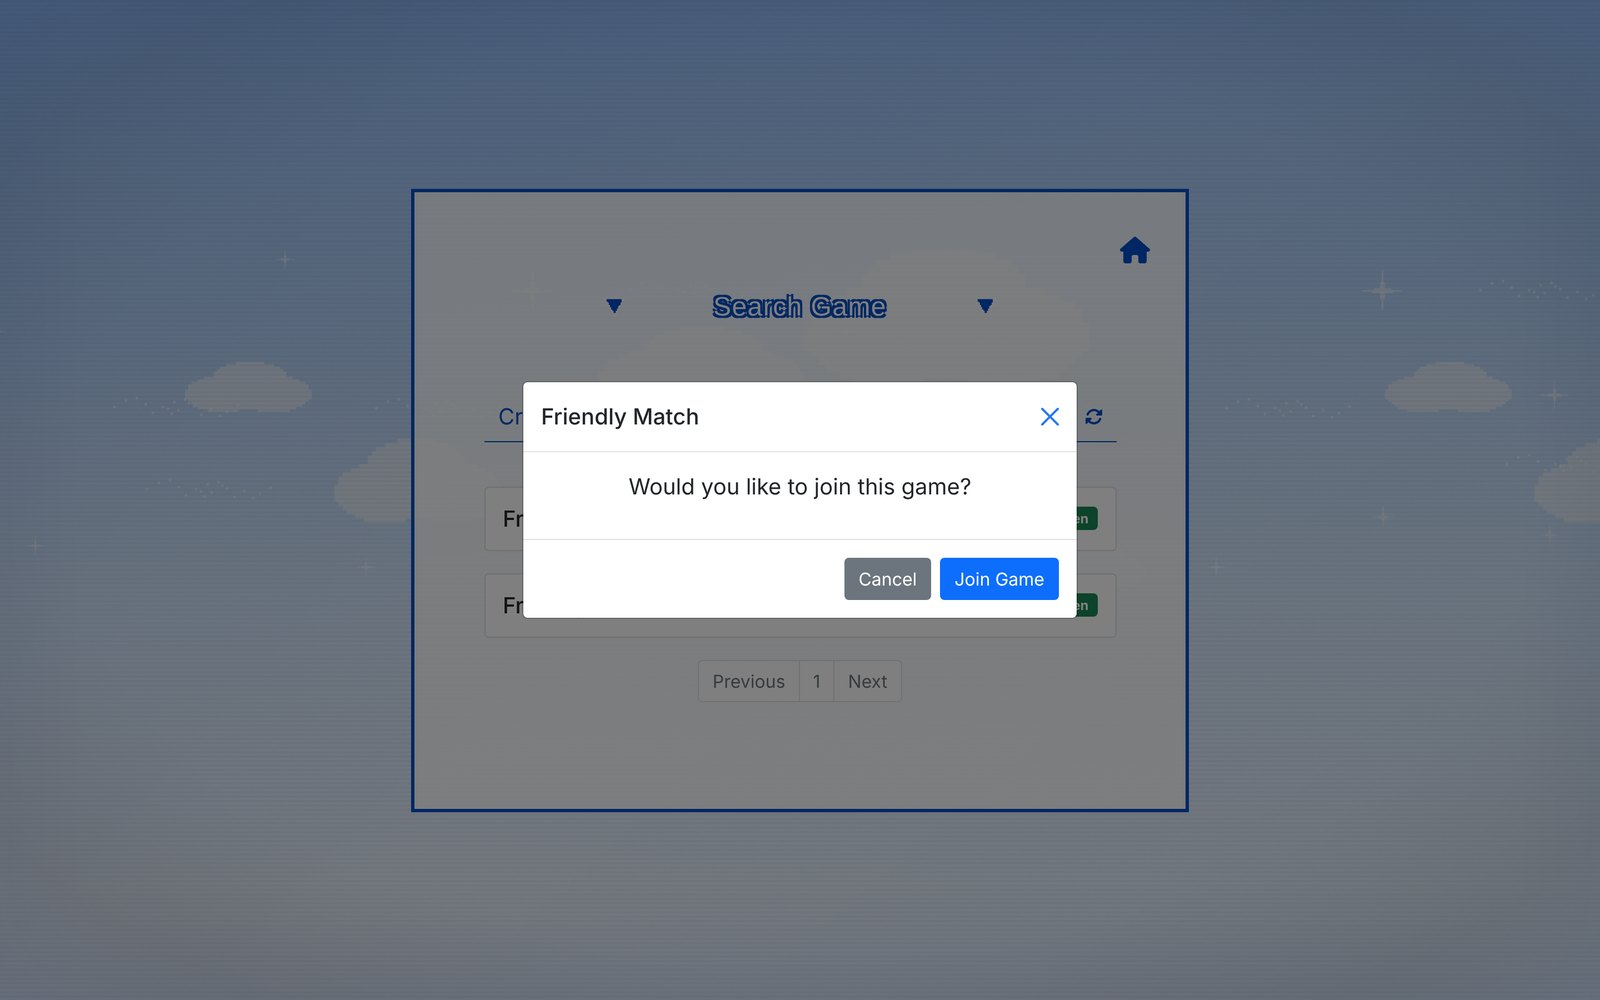 Search Game
Friendly Match
Would you like to join this game?
Cancel
Join Game
Previous
1
Next